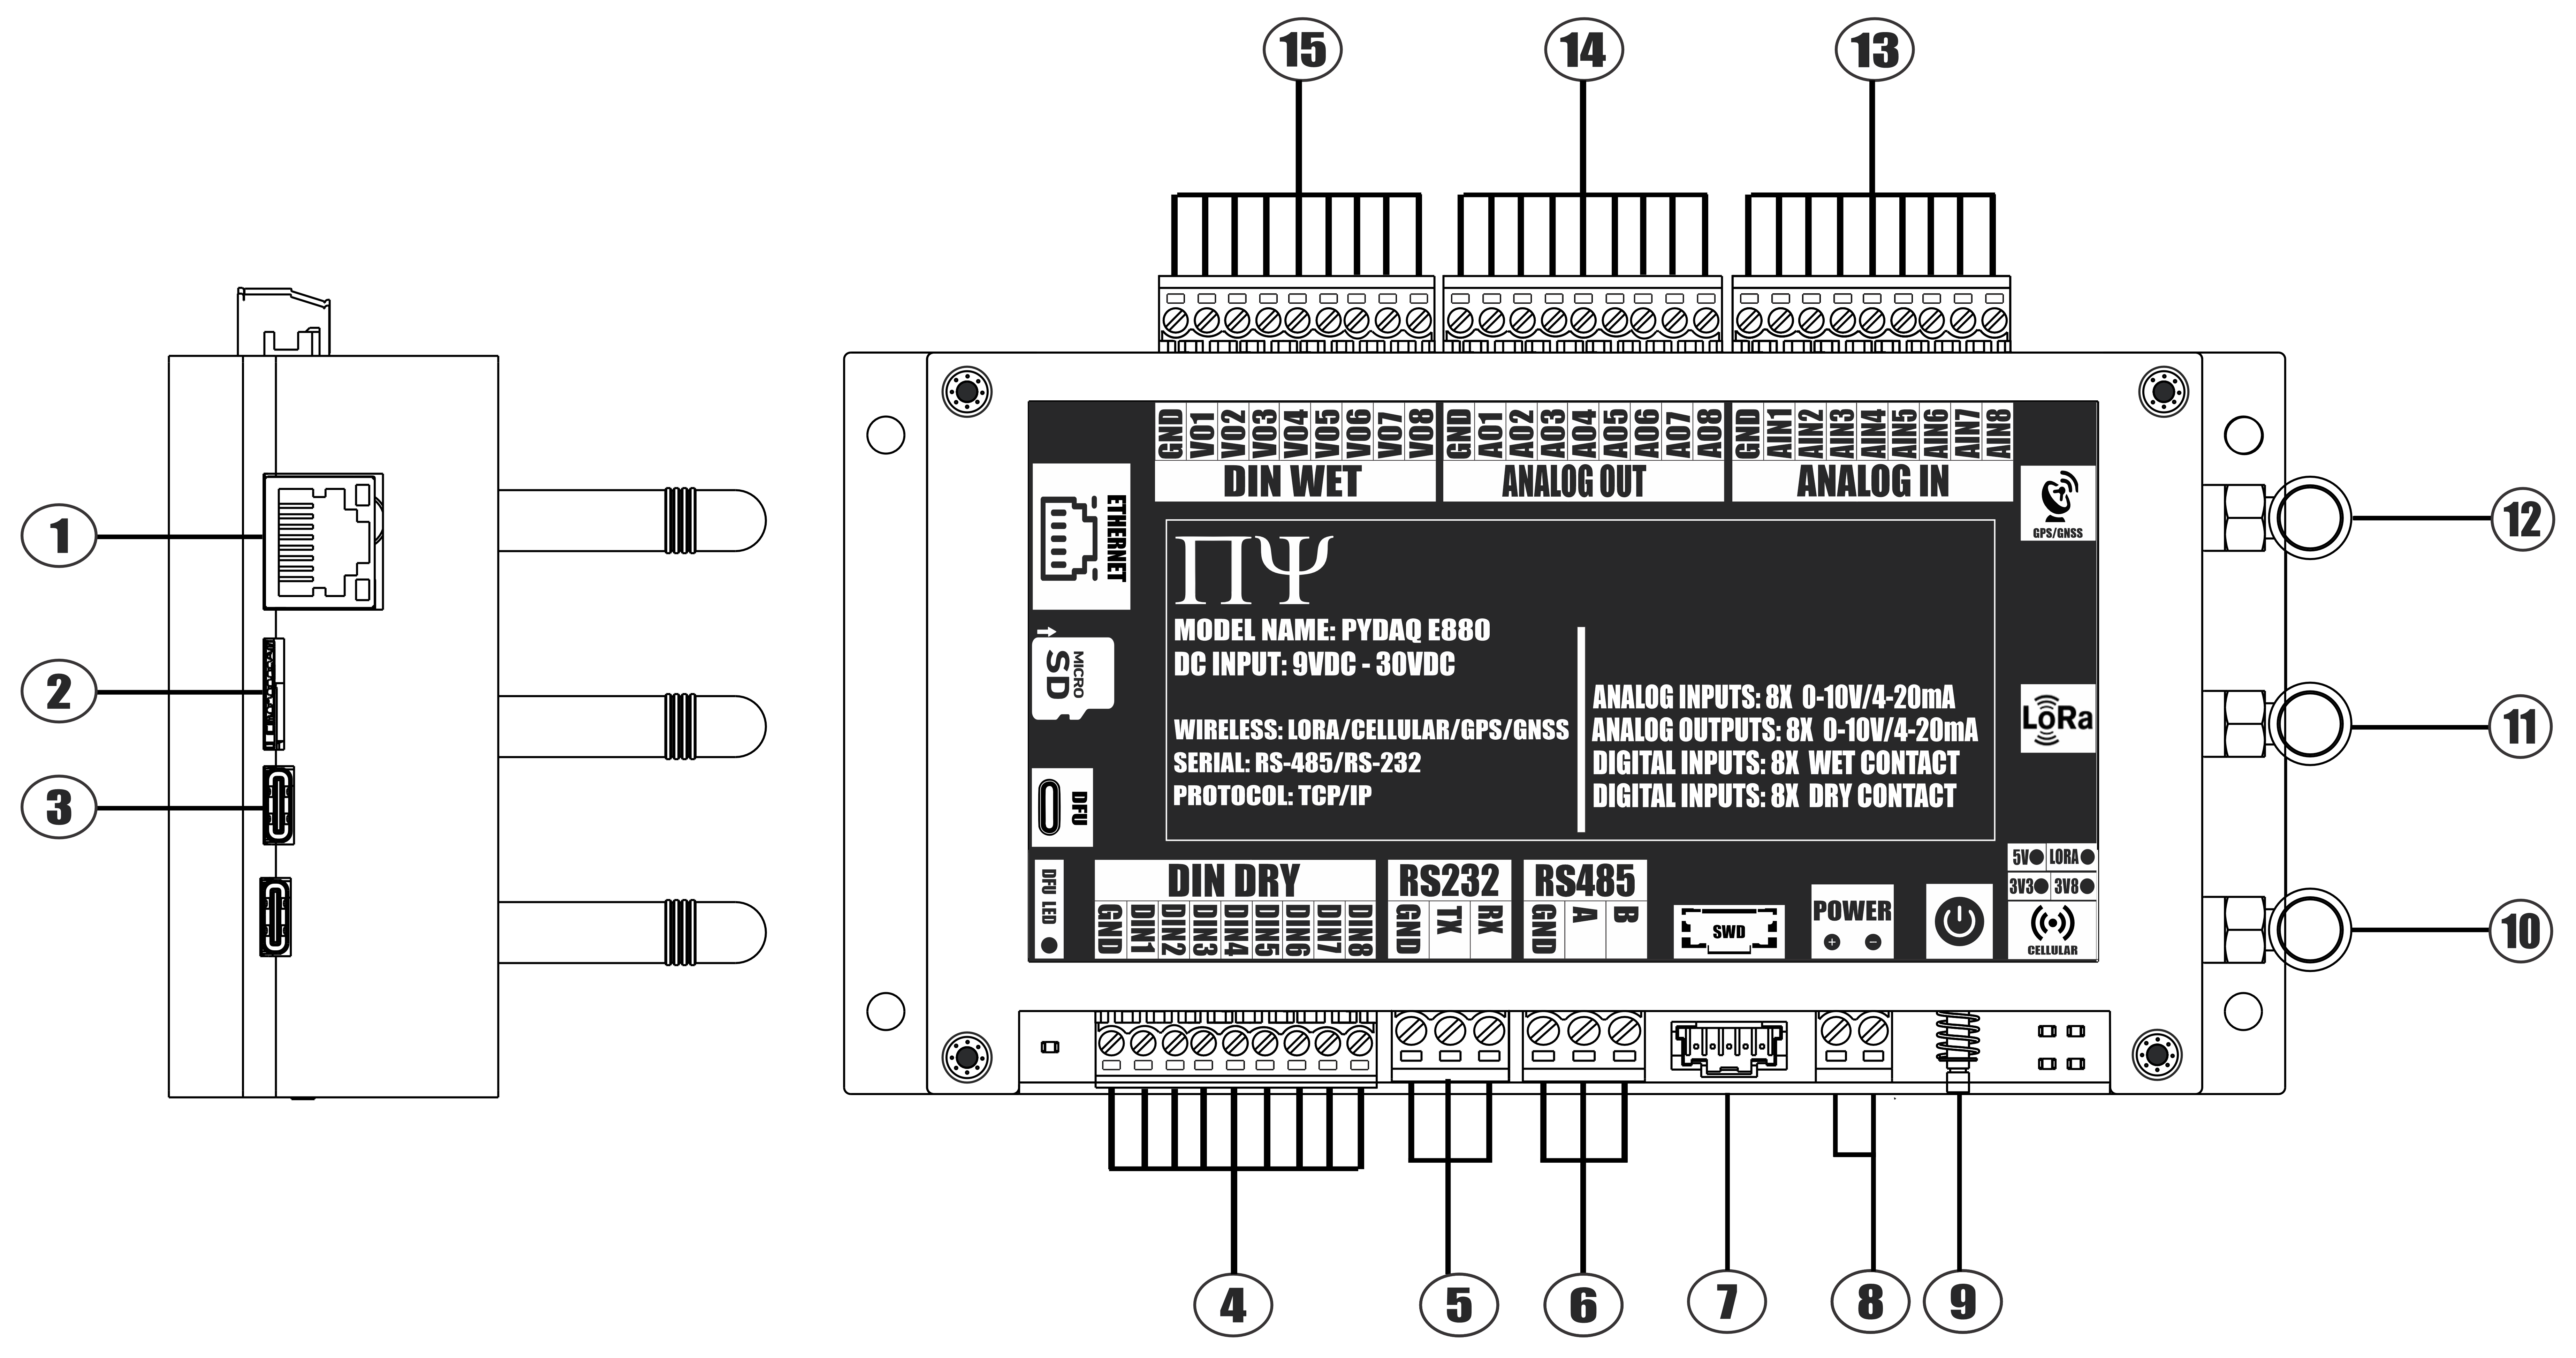 15
14
13
GND VO1 VO2 VO3 VO4 VO5 VO6 VO7 VO8
DIN WET
GND AO1 AO2 AO3 AO4 AO5 AO6 AO7 AO8
ANALOG OUT
GND AIN1 AIN2 AIN3 AIN4 AIN5 AIN6 AIN7 AIN8
ANALOG IN
1
2
3
ETHERNET
MICRO
SD
DFU
DFU LED
ΠΨ
MODEL NAME: PYDAQ E880
DC INPUT: 9VDC - 30VDC
WIRELESS: LORA/CELLULAR/GPS/GNSS
SERIAL: RS-485/RS-232
PROTOCOL: TCP/IP
ANALOG INPUTS: 8X 0-10V/4-20mA
ANALOG OUTPUTS: 8X 0-10V/4-20mA
DIGITAL INPUTS: 8X WET CONTACT
DIGITAL INPUTS: 8X DRY CONTACT
GPS/GNSS
LoRa
5V LORA
3V3 3V8
CELLULAR
12
11
10
DIN DRY
GND DIN1 DIN2 DIN3 DIN4 DIN5 DIN6 DIN7 DIN8
RS232
GND TX RX
RS485
GND A B
SWD
POWER
+ −
4
5
6
7
8
9